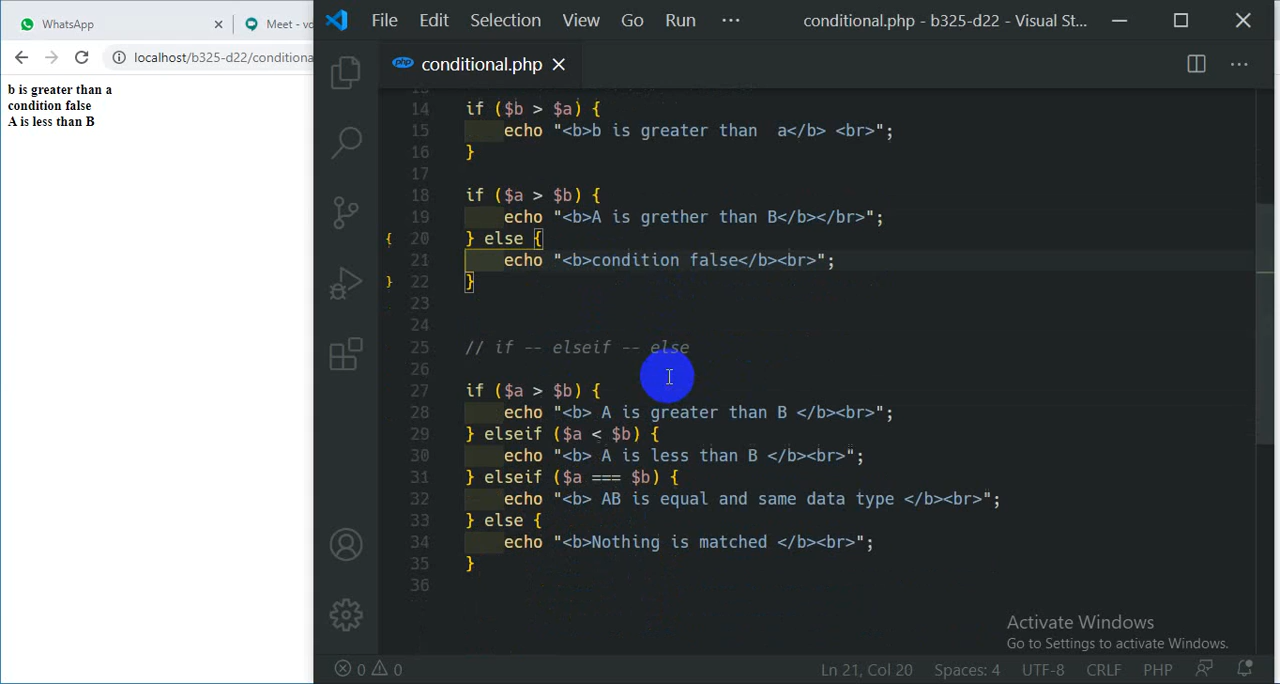 WhatsApp
Meet - vc
localhost/b325-d22/conditiona
b is greater than a
condition false
A is less than B
File Edit Selection View Go Run ··· conditional.php - b325-d22 - Visual St...
php conditional.php
14 if ($b > $a) {
15 echo "<b>b is greater than  a</b> <br>";
16 }
17
18 if ($a > $b) {
19 echo "<b>A is grether than B</b></br>";
{ 20 } else {
21 echo "<b>condition false</b><br>";
} 22 }
23
24
25 // if -- elseif -- else
26
27 if ($a > $b) {
28 echo "<b> A is greater than B </b><br>";
29 } elseif ($a < $b) {
30 echo "<b> A is less than B </b><br>";
31 } elseif ($a === $b) {
32 echo "<b> AB is equal and same data type </b><br>";
33 } else {
34 echo "<b>Nothing is matched </b><br>";
35 }
36
Activate Windows
Go to Settings to activate Windows.
0 0 Ln 21, Col 20 Spaces: 4 UTF-8 CRLF PHP